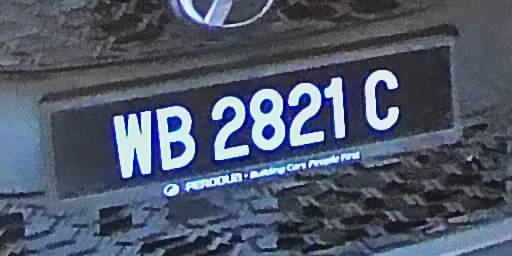 WB 2821 C
PERODUA • Building Cars People First